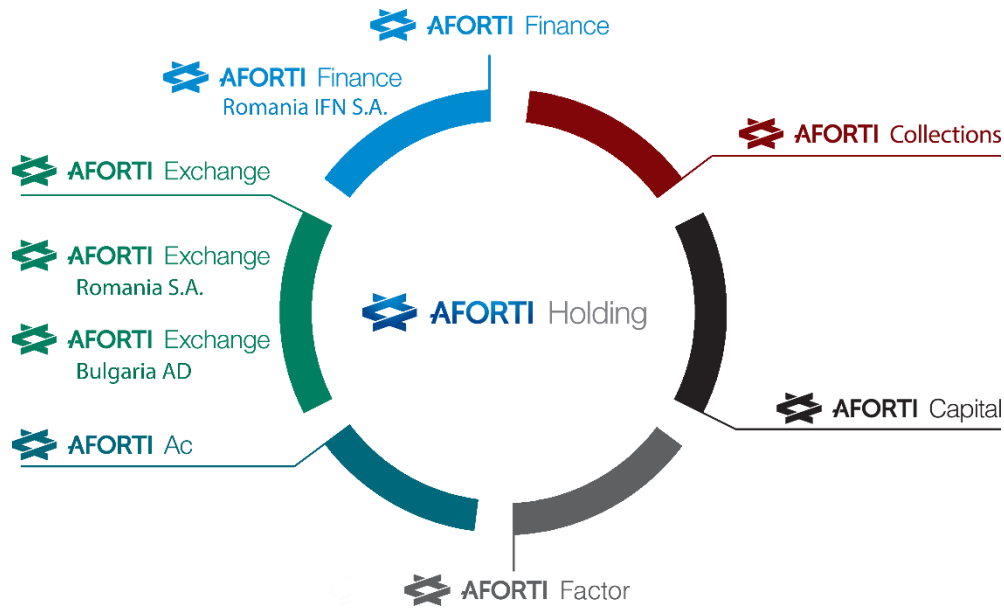 AFORTI Finance
AFORTI Finance
Romania IFN S.A.
AFORTI Collections
AFORTI Exchange
AFORTI Exchange
Romania S.A.
AFORTI Holding
AFORTI Exchange
Bulgaria AD
AFORTI Capital
AFORTI Ac
AFORTI Factor